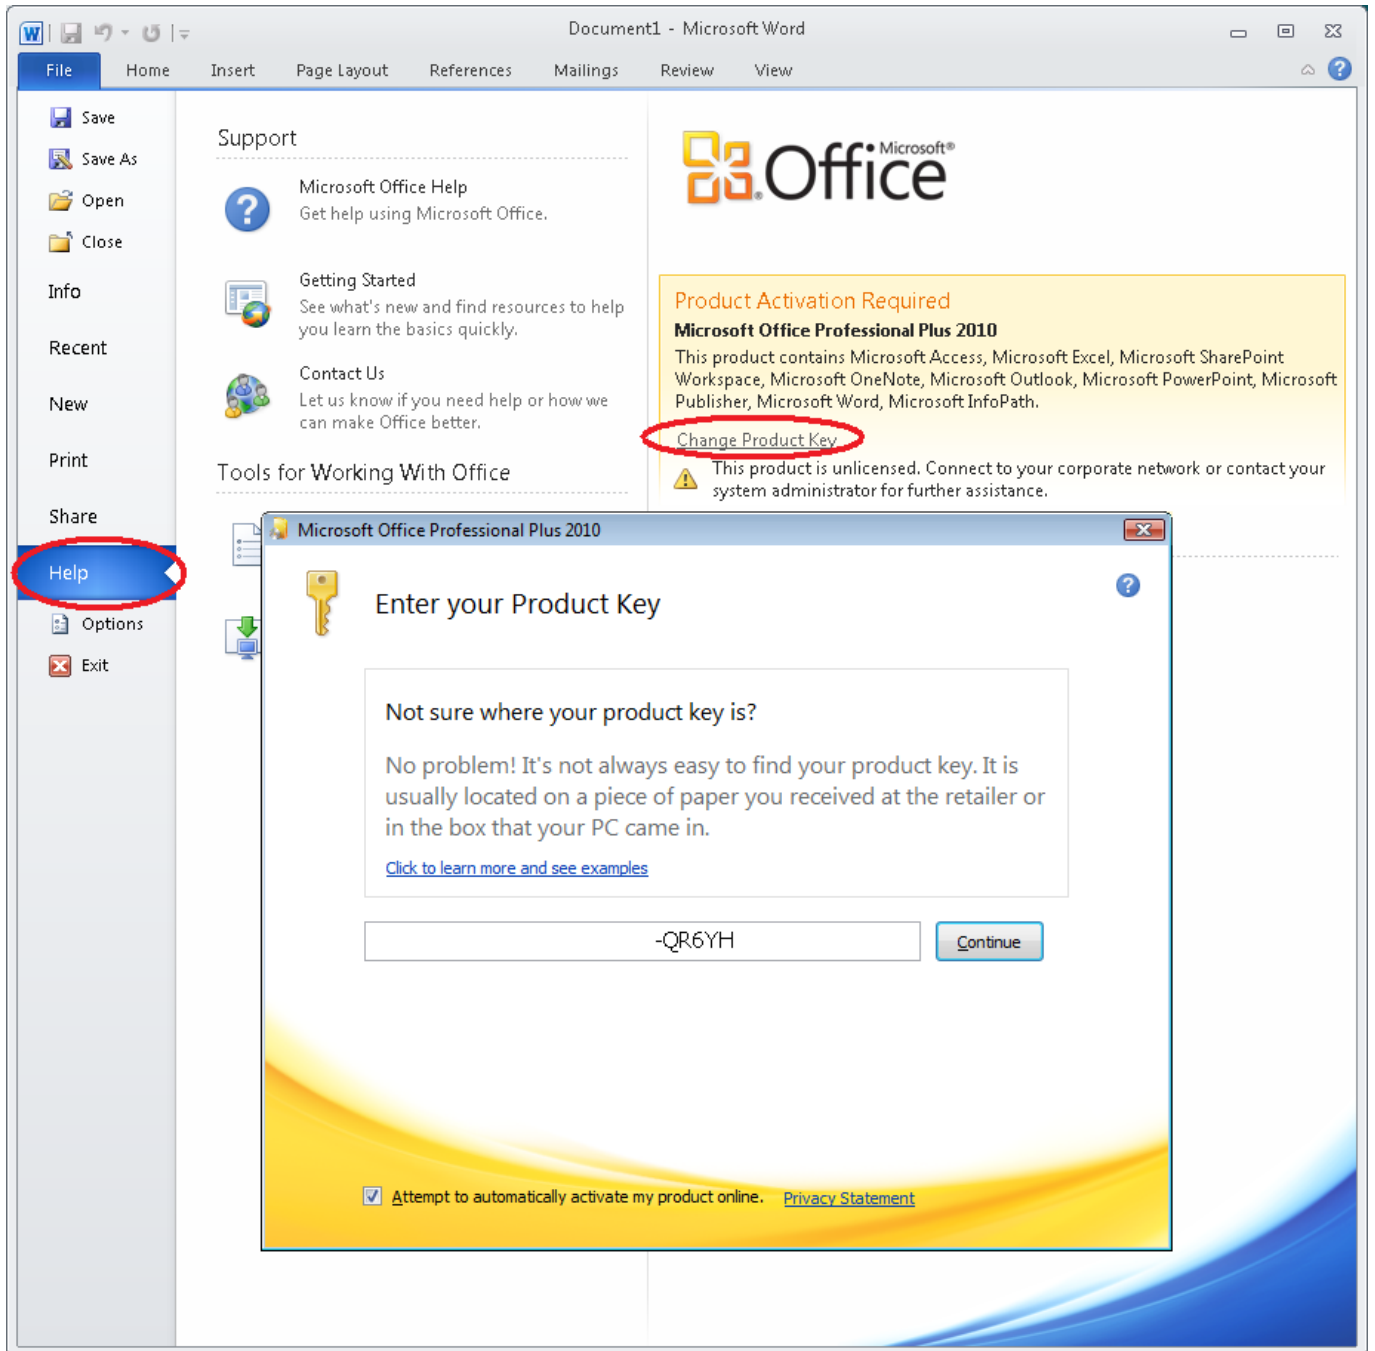 Document1 - Microsoft Word
File Home Insert Page Layout References Mailings Review View
Save
Save As
Open
Close
Info
Recent
New
Print
Share
Help
Options
Exit
Support
Microsoft Office Help
Get help using Microsoft Office.
Getting Started
See what's new and find resources to help
you learn the basics quickly.
Contact Us
Let us know if you need help or how we
can make Office better.
Tools for Working With Office
Microsoft®
Office
Product Activation Required
Microsoft Office Professional Plus 2010
This product contains Microsoft Access, Microsoft Excel, Microsoft SharePoint
Workspace, Microsoft OneNote, Microsoft Outlook, Microsoft PowerPoint, Microsoft
Publisher, Microsoft Word, Microsoft InfoPath.
Change Product Key
This product is unlicensed. Connect to your corporate network or contact your
system administrator for further assistance.
Microsoft Office Professional Plus 2010
Enter your Product Key
Not sure where your product key is?
No problem! It's not always easy to find your product key. It is
usually located on a piece of paper you received at the retailer or
in the box that your PC came in.
Click to learn more and see examples
-QR6YH
Continue
Attempt to automatically activate my product online. Privacy Statement